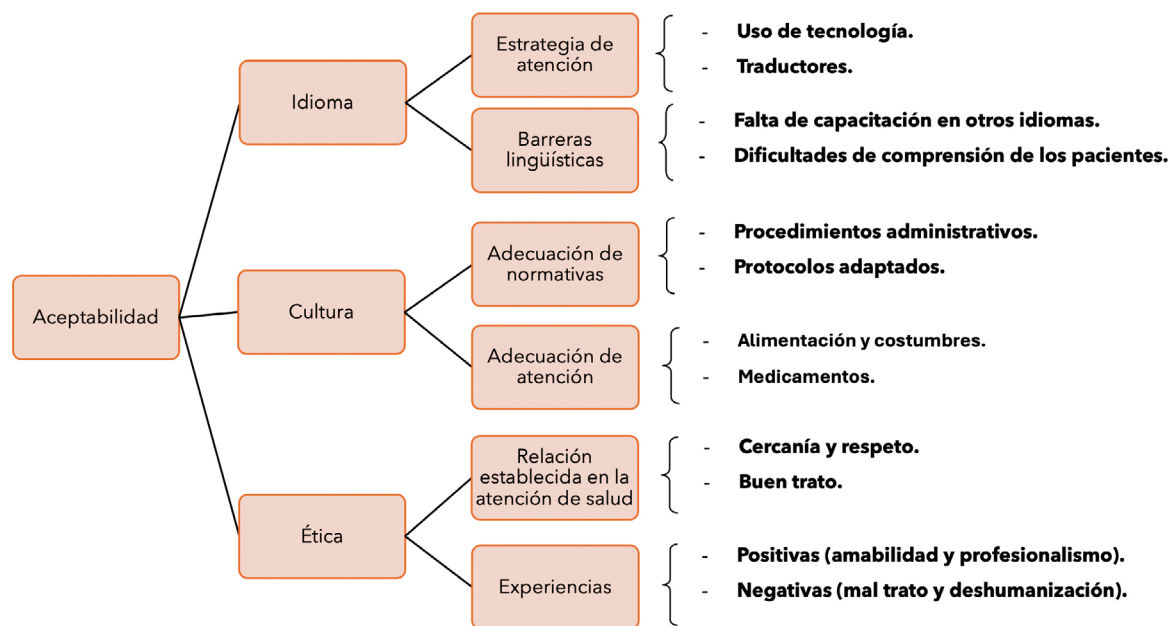 Aceptabilidad
Idioma
Estrategia de
atención
- Uso de tecnología.
- Traductores.
Barreras
lingüísticas
- Falta de capacitación en otros idiomas.
- Dificultades de comprensión de los pacientes.
Cultura
Adecuación de
normativas
- Procedimientos administrativos.
- Protocolos adaptados.
Adecuación de
atención
- Alimentación y costumbres.
- Medicamentos.
Ética
Relación
establecida en la
atención de salud
- Cercanía y respeto.
- Buen trato.
Experiencias
- Positivas (amabilidad y profesionalismo).
- Negativas (mal trato y deshumanización).